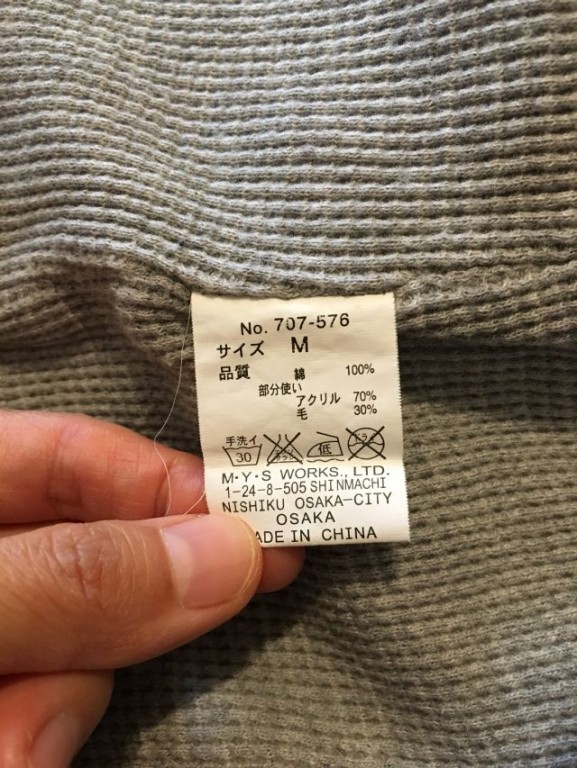 No. 707-576
サイズ M
品質 綿 100%
部分使い
アクリル 70%
毛 30%
手洗イ 30 低
M·Y·S WORKS., LTD.
1-24-8-505 SHINMACHI
NISHIKU OSAKA-CITY
OSAKA
ADE IN CHINA